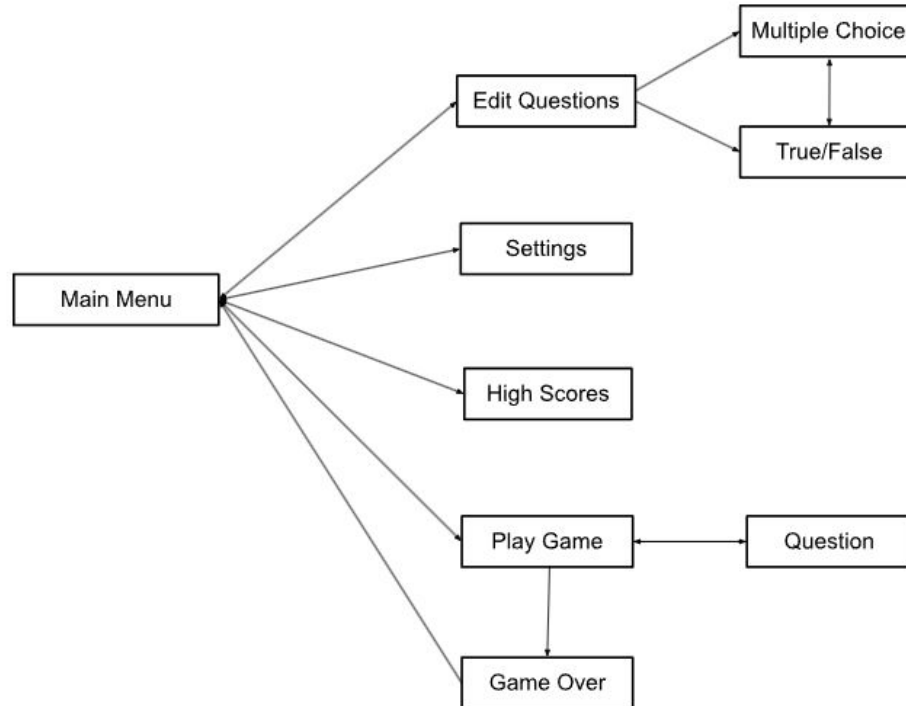 Multiple Choice
Edit Questions
True/False
Settings
Main Menu
High Scores
Play Game
Question
Game Over